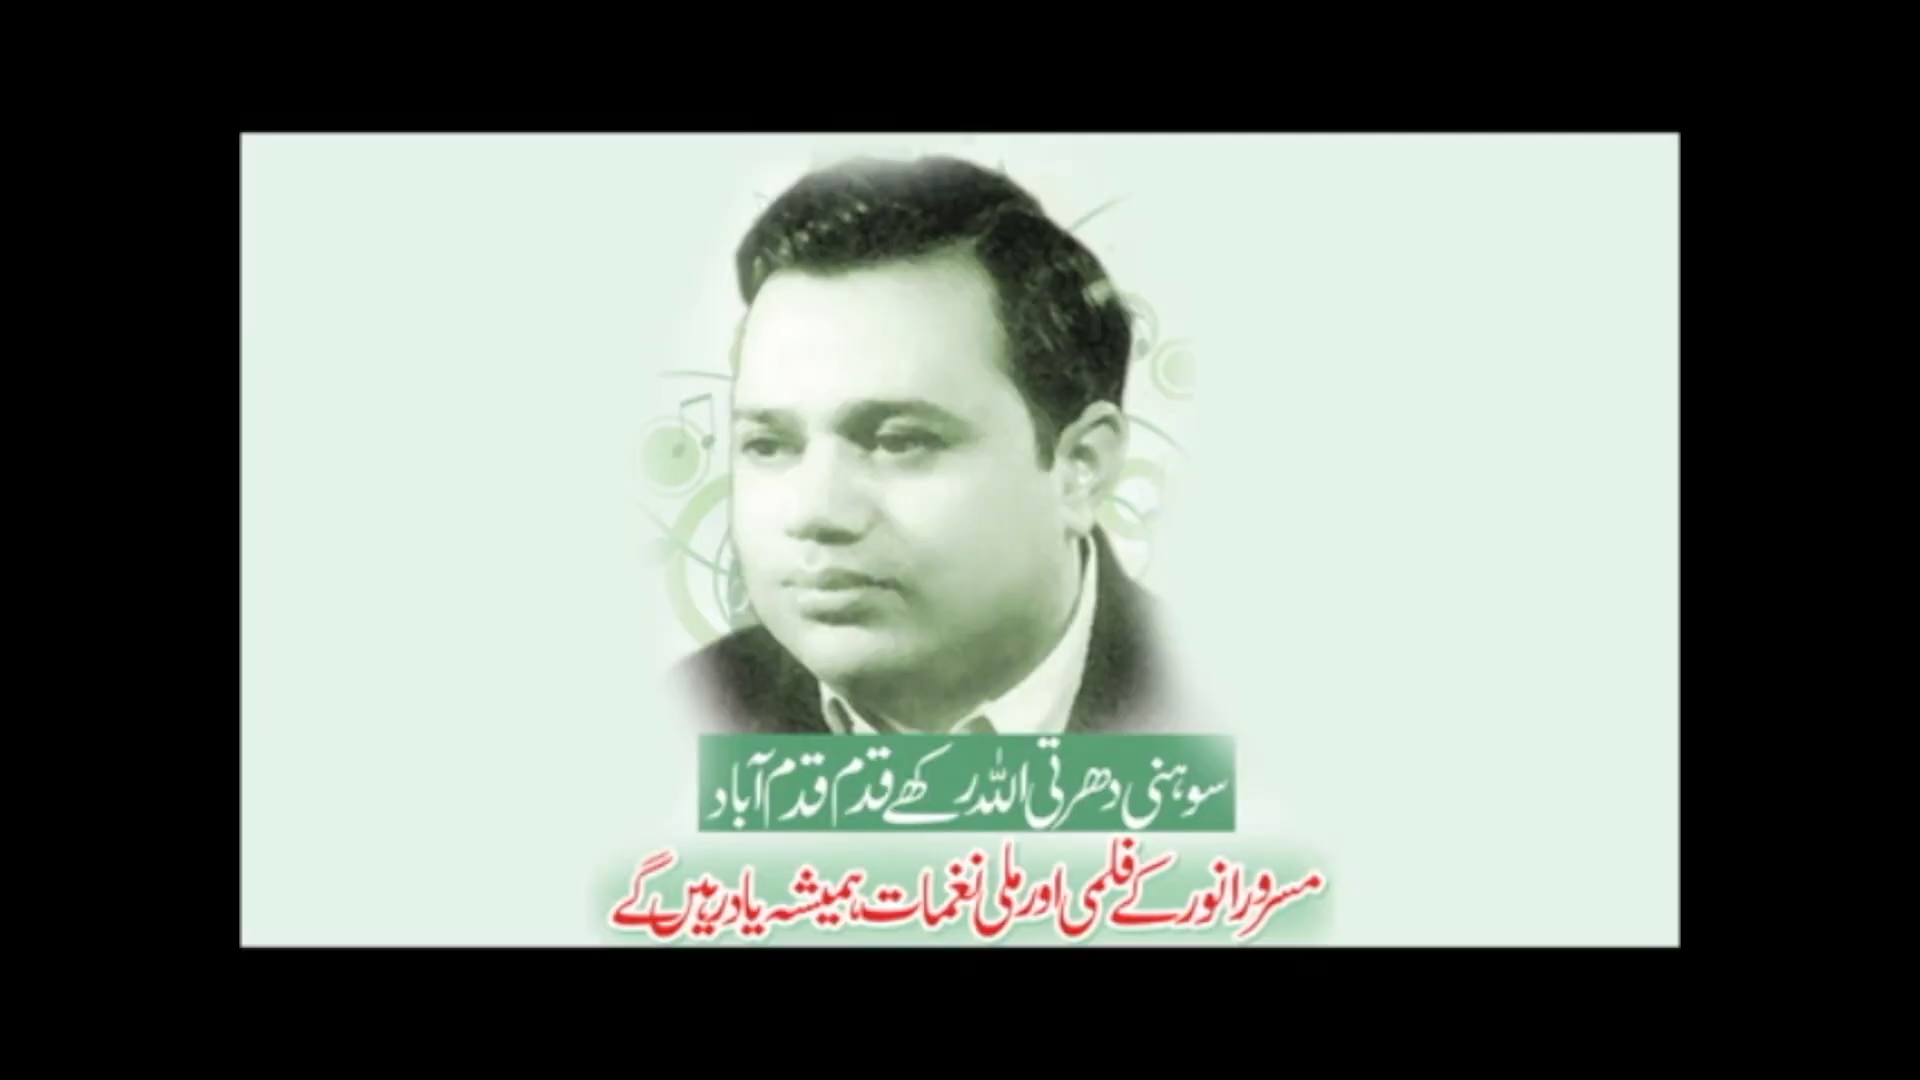 سوہنی دھرتی اللہ رکھے قدم قدم آباد
مسرور انور کے فلمی اور ملی نغمات ہمیشہ یاد رہیں گے